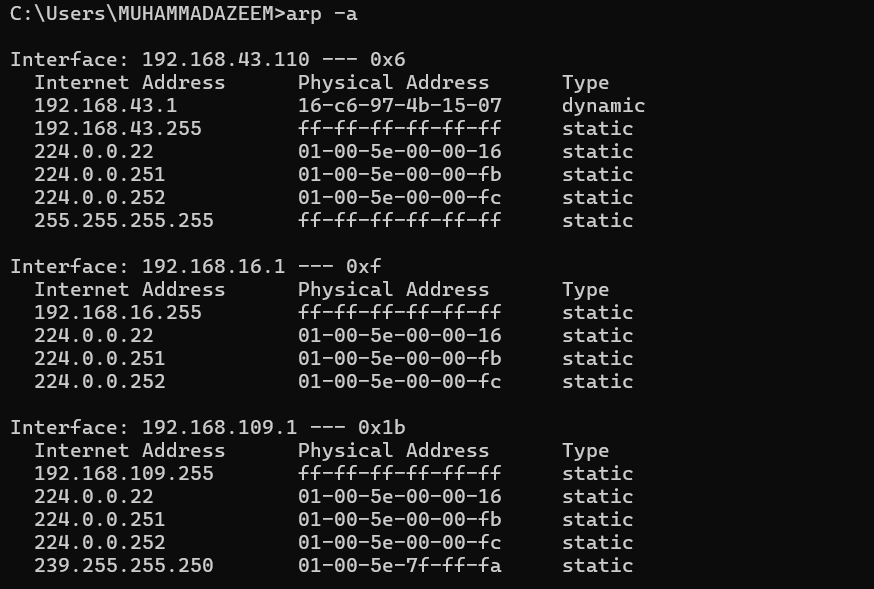 C:\Users\MUHAMMADAZEEM>arp -a
Interface: 192.168.43.110 --- 0x6
  Internet Address      Physical Address      Type
  192.168.43.1          16-c6-97-4b-15-07     dynamic
  192.168.43.255        ff-ff-ff-ff-ff-ff     static
  224.0.0.22            01-00-5e-00-00-16     static
  224.0.0.251           01-00-5e-00-00-fb     static
  224.0.0.252           01-00-5e-00-00-fc     static
  255.255.255.255       ff-ff-ff-ff-ff-ff     static
Interface: 192.168.16.1 --- 0xf
  Internet Address      Physical Address      Type
  192.168.16.255        ff-ff-ff-ff-ff-ff     static
  224.0.0.22            01-00-5e-00-00-16     static
  224.0.0.251           01-00-5e-00-00-fb     static
  224.0.0.252           01-00-5e-00-00-fc     static
Interface: 192.168.109.1 --- 0x1b
  Internet Address      Physical Address      Type
  192.168.109.255       ff-ff-ff-ff-ff-ff     static
  224.0.0.22            01-00-5e-00-00-16     static
  224.0.0.251           01-00-5e-00-00-fb     static
  224.0.0.252           01-00-5e-00-00-fc     static
  239.255.255.250       01-00-5e-7f-ff-fa     static